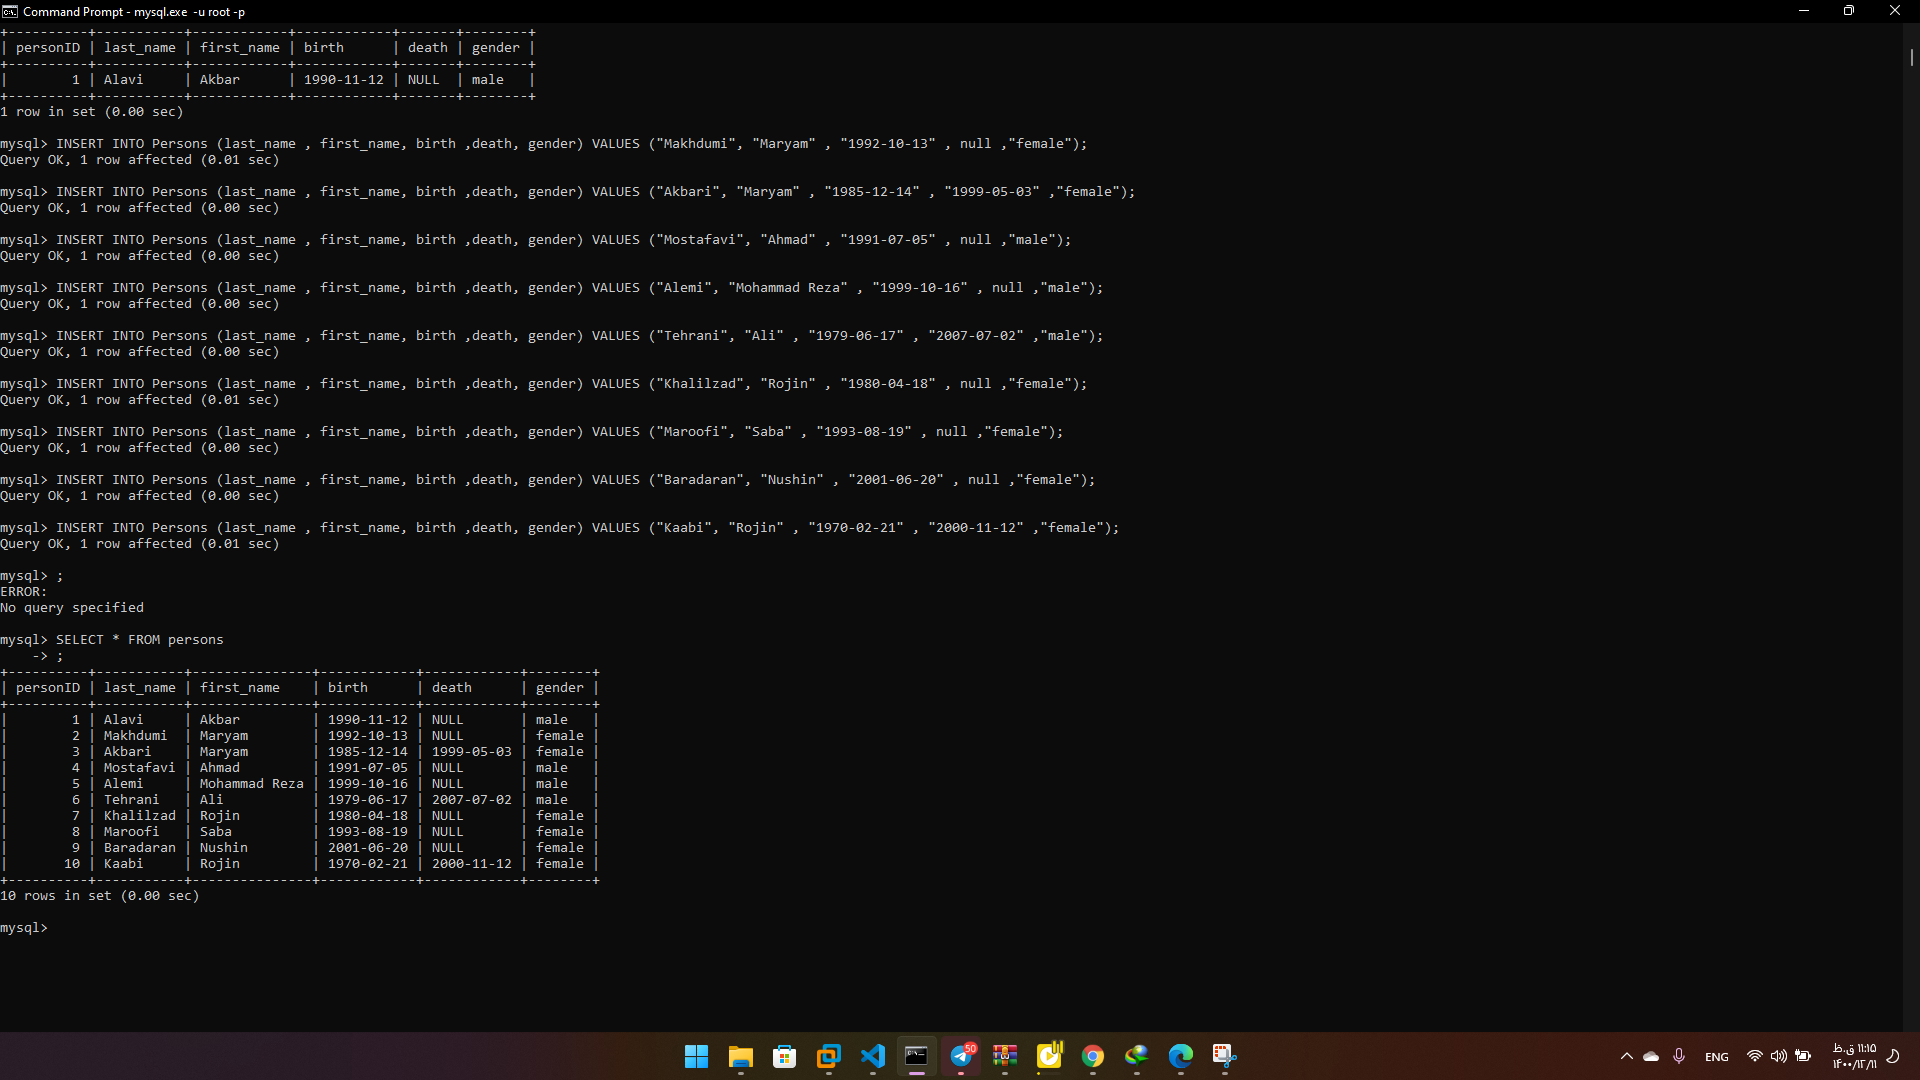 Command Prompt - mysql.exe  -u root -p
+----------+-----------+------------+------------+-------+--------+
| personID | last_name | first_name | birth      | death | gender |
+----------+-----------+------------+------------+-------+--------+
|        1 | Alavi     | Akbar      | 1990-11-12 | NULL  | male   |
+----------+-----------+------------+------------+-------+--------+
1 row in set (0.00 sec)
mysql> INSERT INTO Persons (last_name , first_name, birth ,death, gender) VALUES ("Makhdumi", "Maryam" , "1992-10-13" , null ,"female");
Query OK, 1 row affected (0.01 sec)
mysql> INSERT INTO Persons (last_name , first_name, birth ,death, gender) VALUES ("Akbari", "Maryam" , "1985-12-14" , "1999-05-03" ,"female");
Query OK, 1 row affected (0.00 sec)
mysql> INSERT INTO Persons (last_name , first_name, birth ,death, gender) VALUES ("Mostafavi", "Ahmad" , "1991-07-05" , null ,"male");
Query OK, 1 row affected (0.00 sec)
mysql> INSERT INTO Persons (last_name , first_name, birth ,death, gender) VALUES ("Alemi", "Mohammad Reza" , "1999-10-16" , null ,"male");
Query OK, 1 row affected (0.00 sec)
mysql> INSERT INTO Persons (last_name , first_name, birth ,death, gender) VALUES ("Tehrani", "Ali" , "1979-06-17" , "2007-07-02" ,"male");
Query OK, 1 row affected (0.00 sec)
mysql> INSERT INTO Persons (last_name , first_name, birth ,death, gender) VALUES ("Khalilzad", "Rojin" , "1980-04-18" , null ,"female");
Query OK, 1 row affected (0.01 sec)
mysql> INSERT INTO Persons (last_name , first_name, birth ,death, gender) VALUES ("Maroofi", "Saba" , "1993-08-19" , null ,"female");
Query OK, 1 row affected (0.00 sec)
mysql> INSERT INTO Persons (last_name , first_name, birth ,death, gender) VALUES ("Baradaran", "Nushin" , "2001-06-20" , null ,"female");
Query OK, 1 row affected (0.00 sec)
mysql> INSERT INTO Persons (last_name , first_name, birth ,death, gender) VALUES ("Kaabi", "Rojin" , "1970-02-21" , "2000-11-12" ,"female");
Query OK, 1 row affected (0.01 sec)
mysql> ;
ERROR:
No query specified
mysql> SELECT * FROM persons
    -> ;
+----------+-----------+---------------+------------+------------+--------+
| personID | last_name | first_name    | birth      | death      | gender |
+----------+-----------+---------------+------------+------------+--------+
|        1 | Alavi     | Akbar         | 1990-11-12 | NULL       | male   |
|        2 | Makhdumi  | Maryam        | 1992-10-13 | NULL       | female |
|        3 | Akbari    | Maryam        | 1985-12-14 | 1999-05-03 | female |
|        4 | Mostafavi | Ahmad         | 1991-07-05 | NULL       | male   |
|        5 | Alemi     | Mohammad Reza | 1999-10-16 | NULL       | male   |
|        6 | Tehrani   | Ali           | 1979-06-17 | 2007-07-02 | male   |
|        7 | Khalilzad | Rojin         | 1980-04-18 | NULL       | female |
|        8 | Maroofi   | Saba          | 1993-08-19 | NULL       | female |
|        9 | Baradaran | Nushin        | 2001-06-20 | NULL       | female |
|       10 | Kaabi     | Rojin         | 1970-02-21 | 2000-11-12 | female |
+----------+-----------+---------------+------------+------------+--------+
10 rows in set (0.00 sec)
mysql>
50
ENG
۱۱:۱۵ ق.ظ
۱۴۰۰/۱۲/۱۱